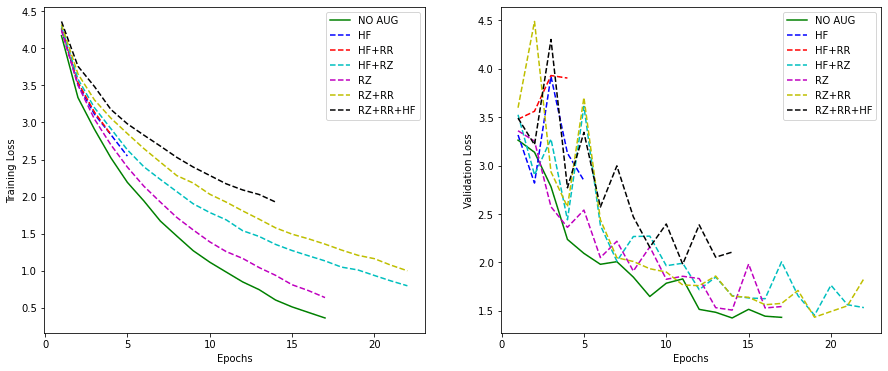 4.5
4.0
3.5
3.0
2.5
2.0
1.5
1.0
0.5
Training Loss
0
5
10
15
20
Epochs
NO AUG
HF
HF+RR
HF+RZ
RZ
RZ+RR
RZ+RR+HF
4.5
4.0
3.5
3.0
2.5
2.0
1.5
Validation Loss
0
5
10
15
20
Epochs
NO AUG
HF
HF+RR
HF+RZ
RZ
RZ+RR
RZ+RR+HF